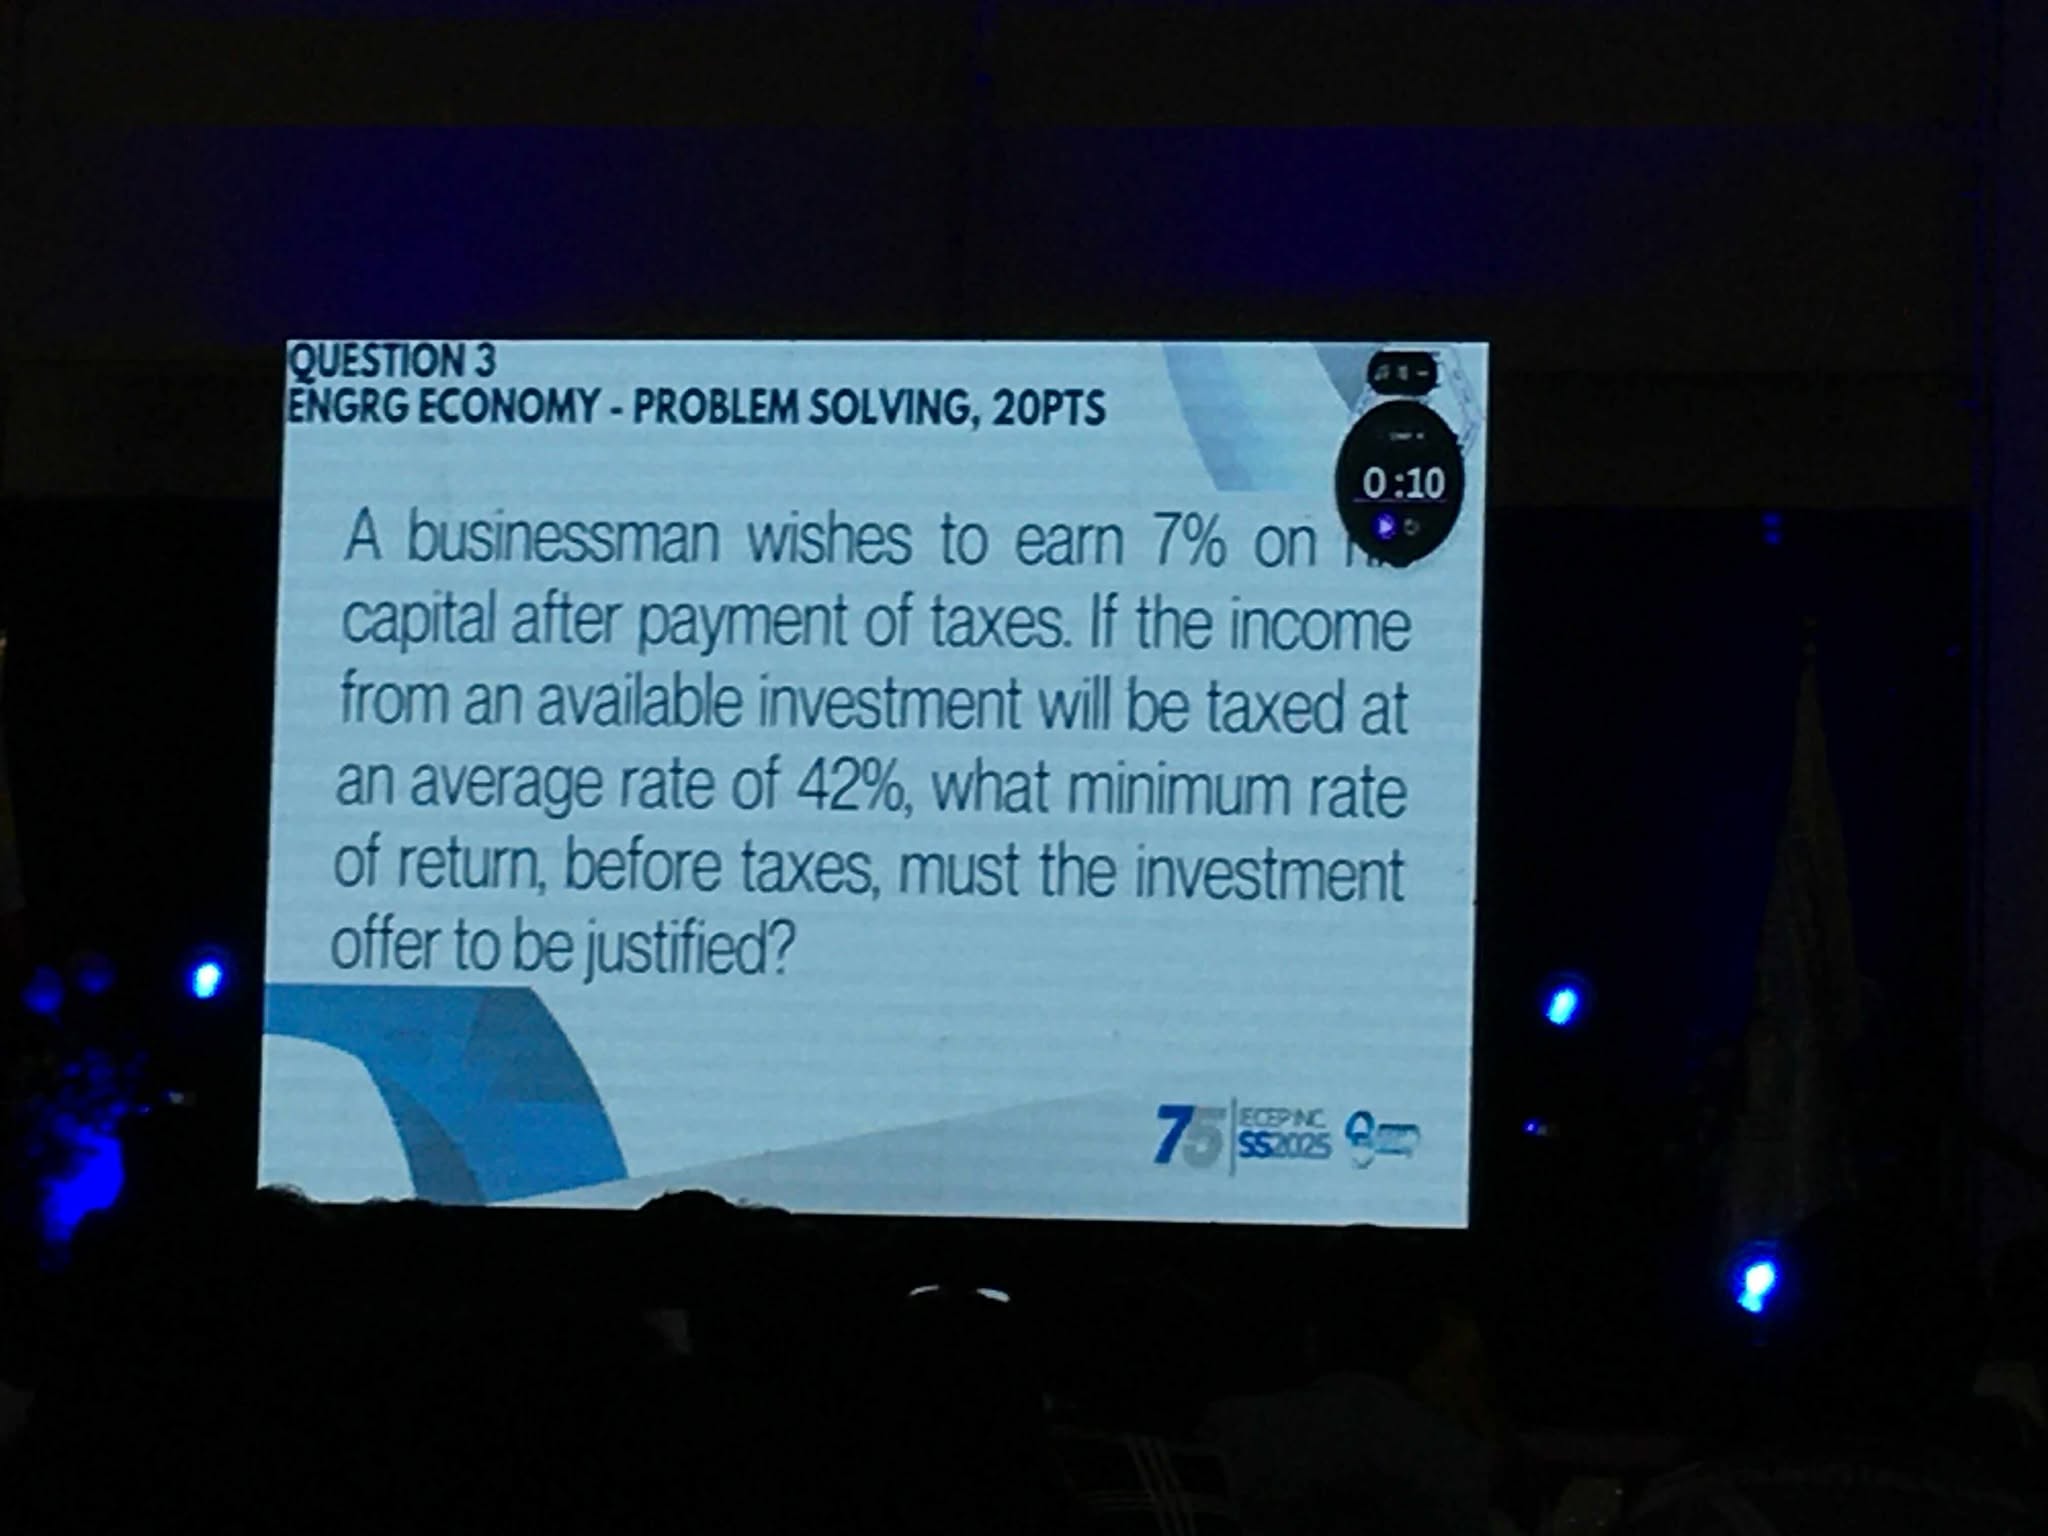 QUESTION 3
ENGRG ECONOMY - PROBLEM SOLVING, 20PTS
0:10
A businessman wishes to earn 7% on
capital after payment of taxes. If the income
from an available investment will be taxed at
an average rate of 42%, what minimum rate
of return, before taxes, must the investment
offer to be justified?
75
ECEP INC.
SS2025